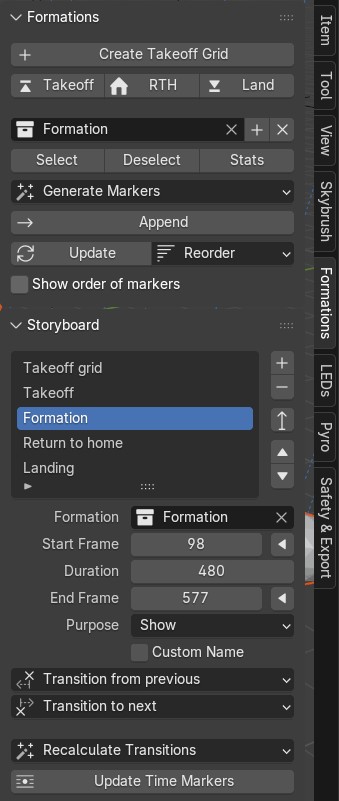 Formations
Create Takeoff Grid
Takeoff RTH Land
Formation
Select Deselect Stats
Generate Markers
Append
Update Reorder
Show order of markers
Storyboard
Takeoff grid
Takeoff
Formation
Return to home
Landing
Formation Formation
Start Frame 98
Duration 480
End Frame 577
Purpose Show
Custom Name
Transition from previous
Transition to next
Recalculate Transitions
Update Time Markers
Item
Tool
View
Skybrush
Formations
LEDs
Pyro
Safety & Export